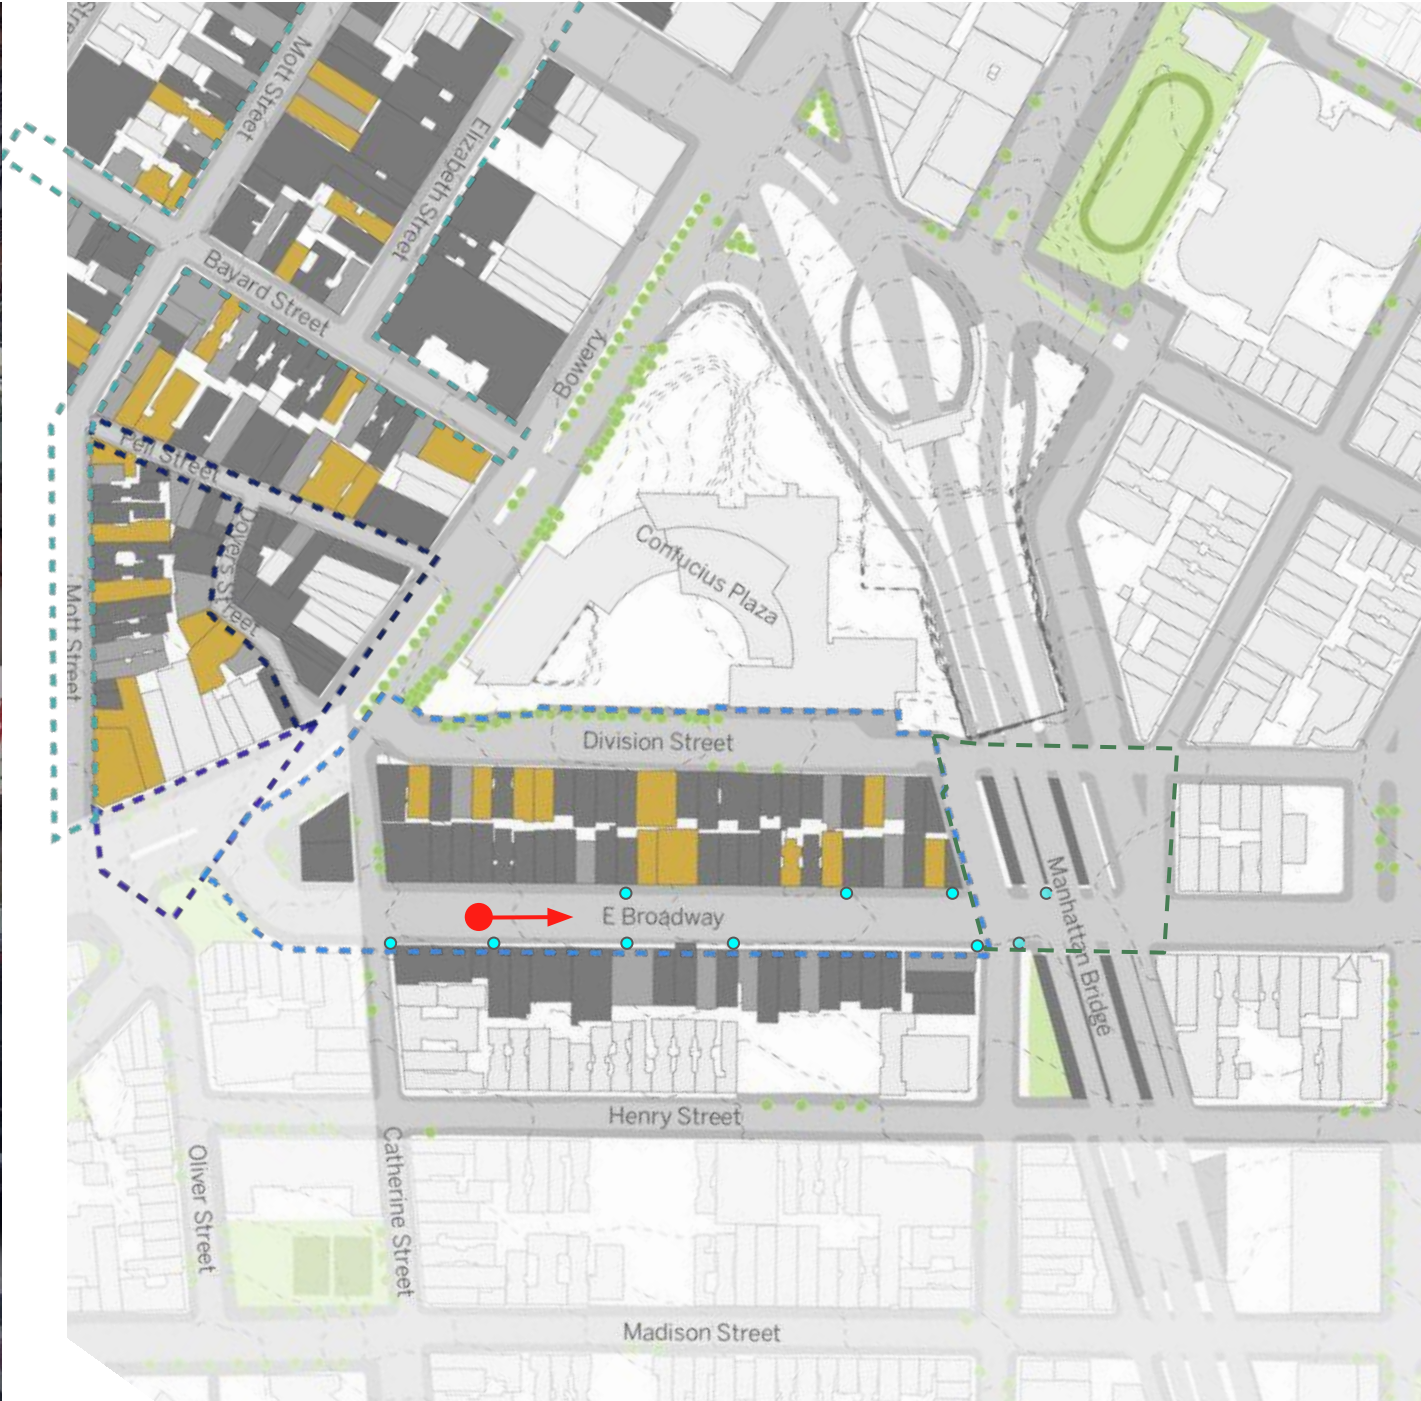 Mott Street
Elizabeth Street
Bayard Street
Bowery
Pell Street
Doyers Street
Confucius Plaza
Mott Street
Division Street
E Broadway
Manhattan Bridge
Henry Street
Oliver Street
Catherine Street
Madison Street